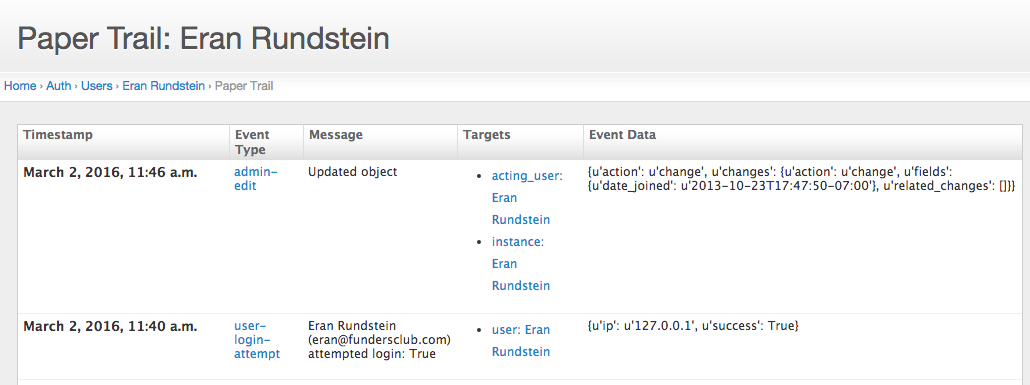 Paper Trail: Eran Rundstein
Home › Auth › Users › Eran Rundstein › Paper Trail
Timestamp Event Type Message Targets Event Data
March 2, 2016, 11:46 a.m.
admin-
edit
Updated object
• acting_user:
Eran
Rundstein
• instance:
Eran
Rundstein
{u'action': u'change', u'changes': {u'action': u'change', u'fields':
{u'date_joined': u'2013-10-23T17:47:50-07:00'}, u'related_changes': []}}
March 2, 2016, 11:40 a.m.
user-
login-
attempt
Eran Rundstein
(eran@fundersclub.com)
attempted login: True
• user: Eran
Rundstein
{u'ip': u'127.0.0.1', u'success': True}